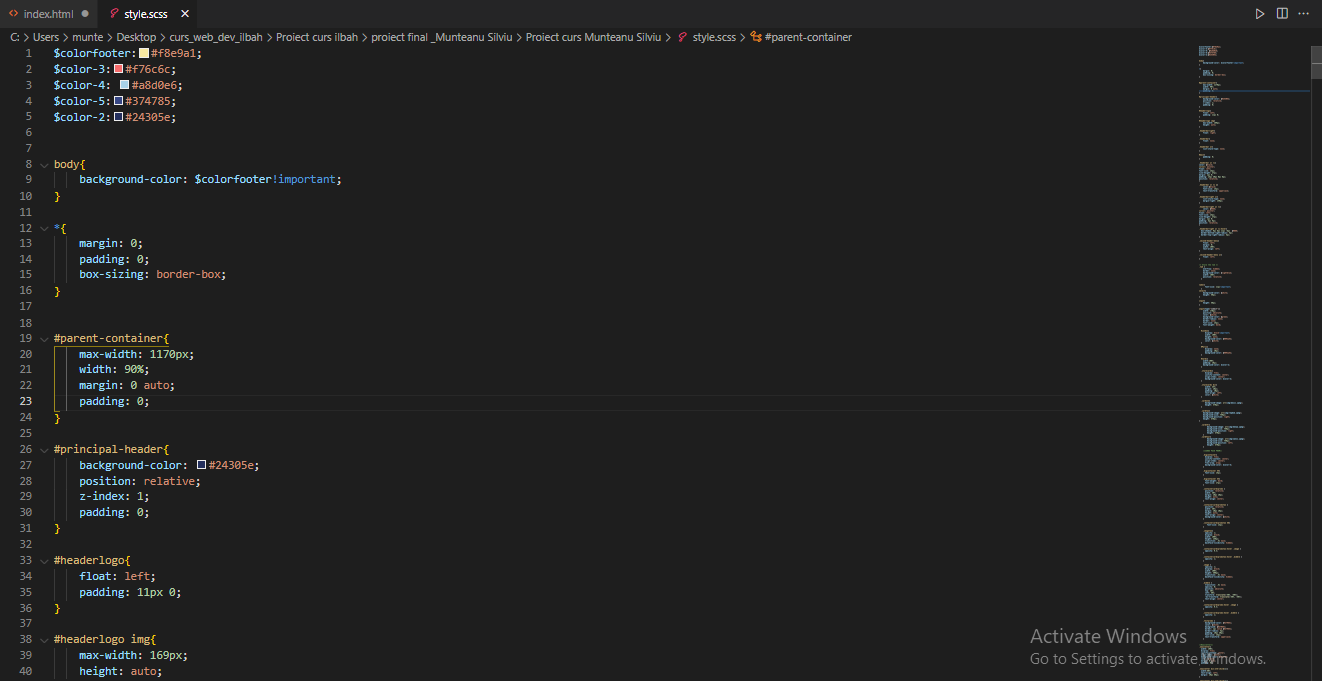 index.html ● style.scss ×
C: > Users > munte > Desktop > curs_web_dev_ilbah > Proiect curs ilbah > proiect final _Munteanu Silviu > Proiect curs Munteanu Silviu > style.scss > #parent-container
1 $colorfooter: #f8e9a1;
2 $color-3: #f76c6c;
3 $color-4: #a8d0e6;
4 $color-5: #374785;
5 $color-2: #24305e;
6
7
8 body{
9 background-color: $colorfooter!important;
10 }
11
12 *{
13 margin: 0;
14 padding: 0;
15 box-sizing: border-box;
16 }
17
18
19 #parent-container{
20 max-width: 1170px;
21 width: 90%;
22 margin: 0 auto;
23 padding: 0;
24 }
25
26 #principal-header{
27 background-color: #24305e;
28 position: relative;
29 z-index: 1;
30 padding: 0;
31 }
32
33 #headerlogo{
34 float: left;
35 padding: 11px 0;
36 }
37
38 #headerlogo img{
39 max-width: 169px;
40 height: auto;
Activate Windows
Go to Settings to activate Windows.